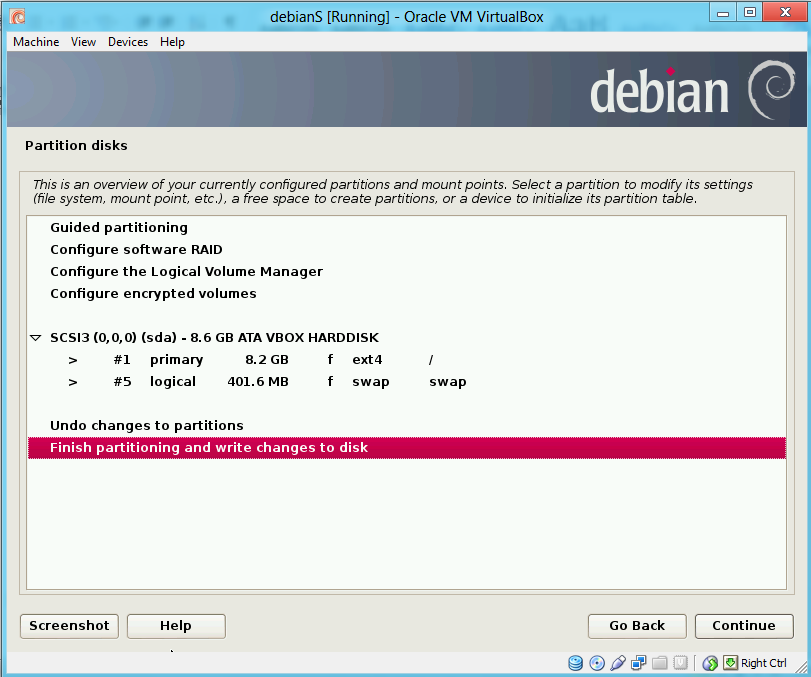 debianS [Running] - Oracle VM VirtualBox
Machine View Devices Help
debian
Partition disks
This is an overview of your currently configured partitions and mount points. Select a partition to modify its settings
(file system, mount point, etc.), a free space to create partitions, or a device to initialize its partition table.
Guided partitioning
Configure software RAID
Configure the Logical Volume Manager
Configure encrypted volumes
SCSI3 (0,0,0) (sda) - 8.6 GB ATA VBOX HARDDISK
> #1 primary 8.2 GB f ext4 /
> #5 logical 401.6 MB f swap swap
Undo changes to partitions
Finish partitioning and write changes to disk
Screenshot Help Go Back Continue
Right Ctrl